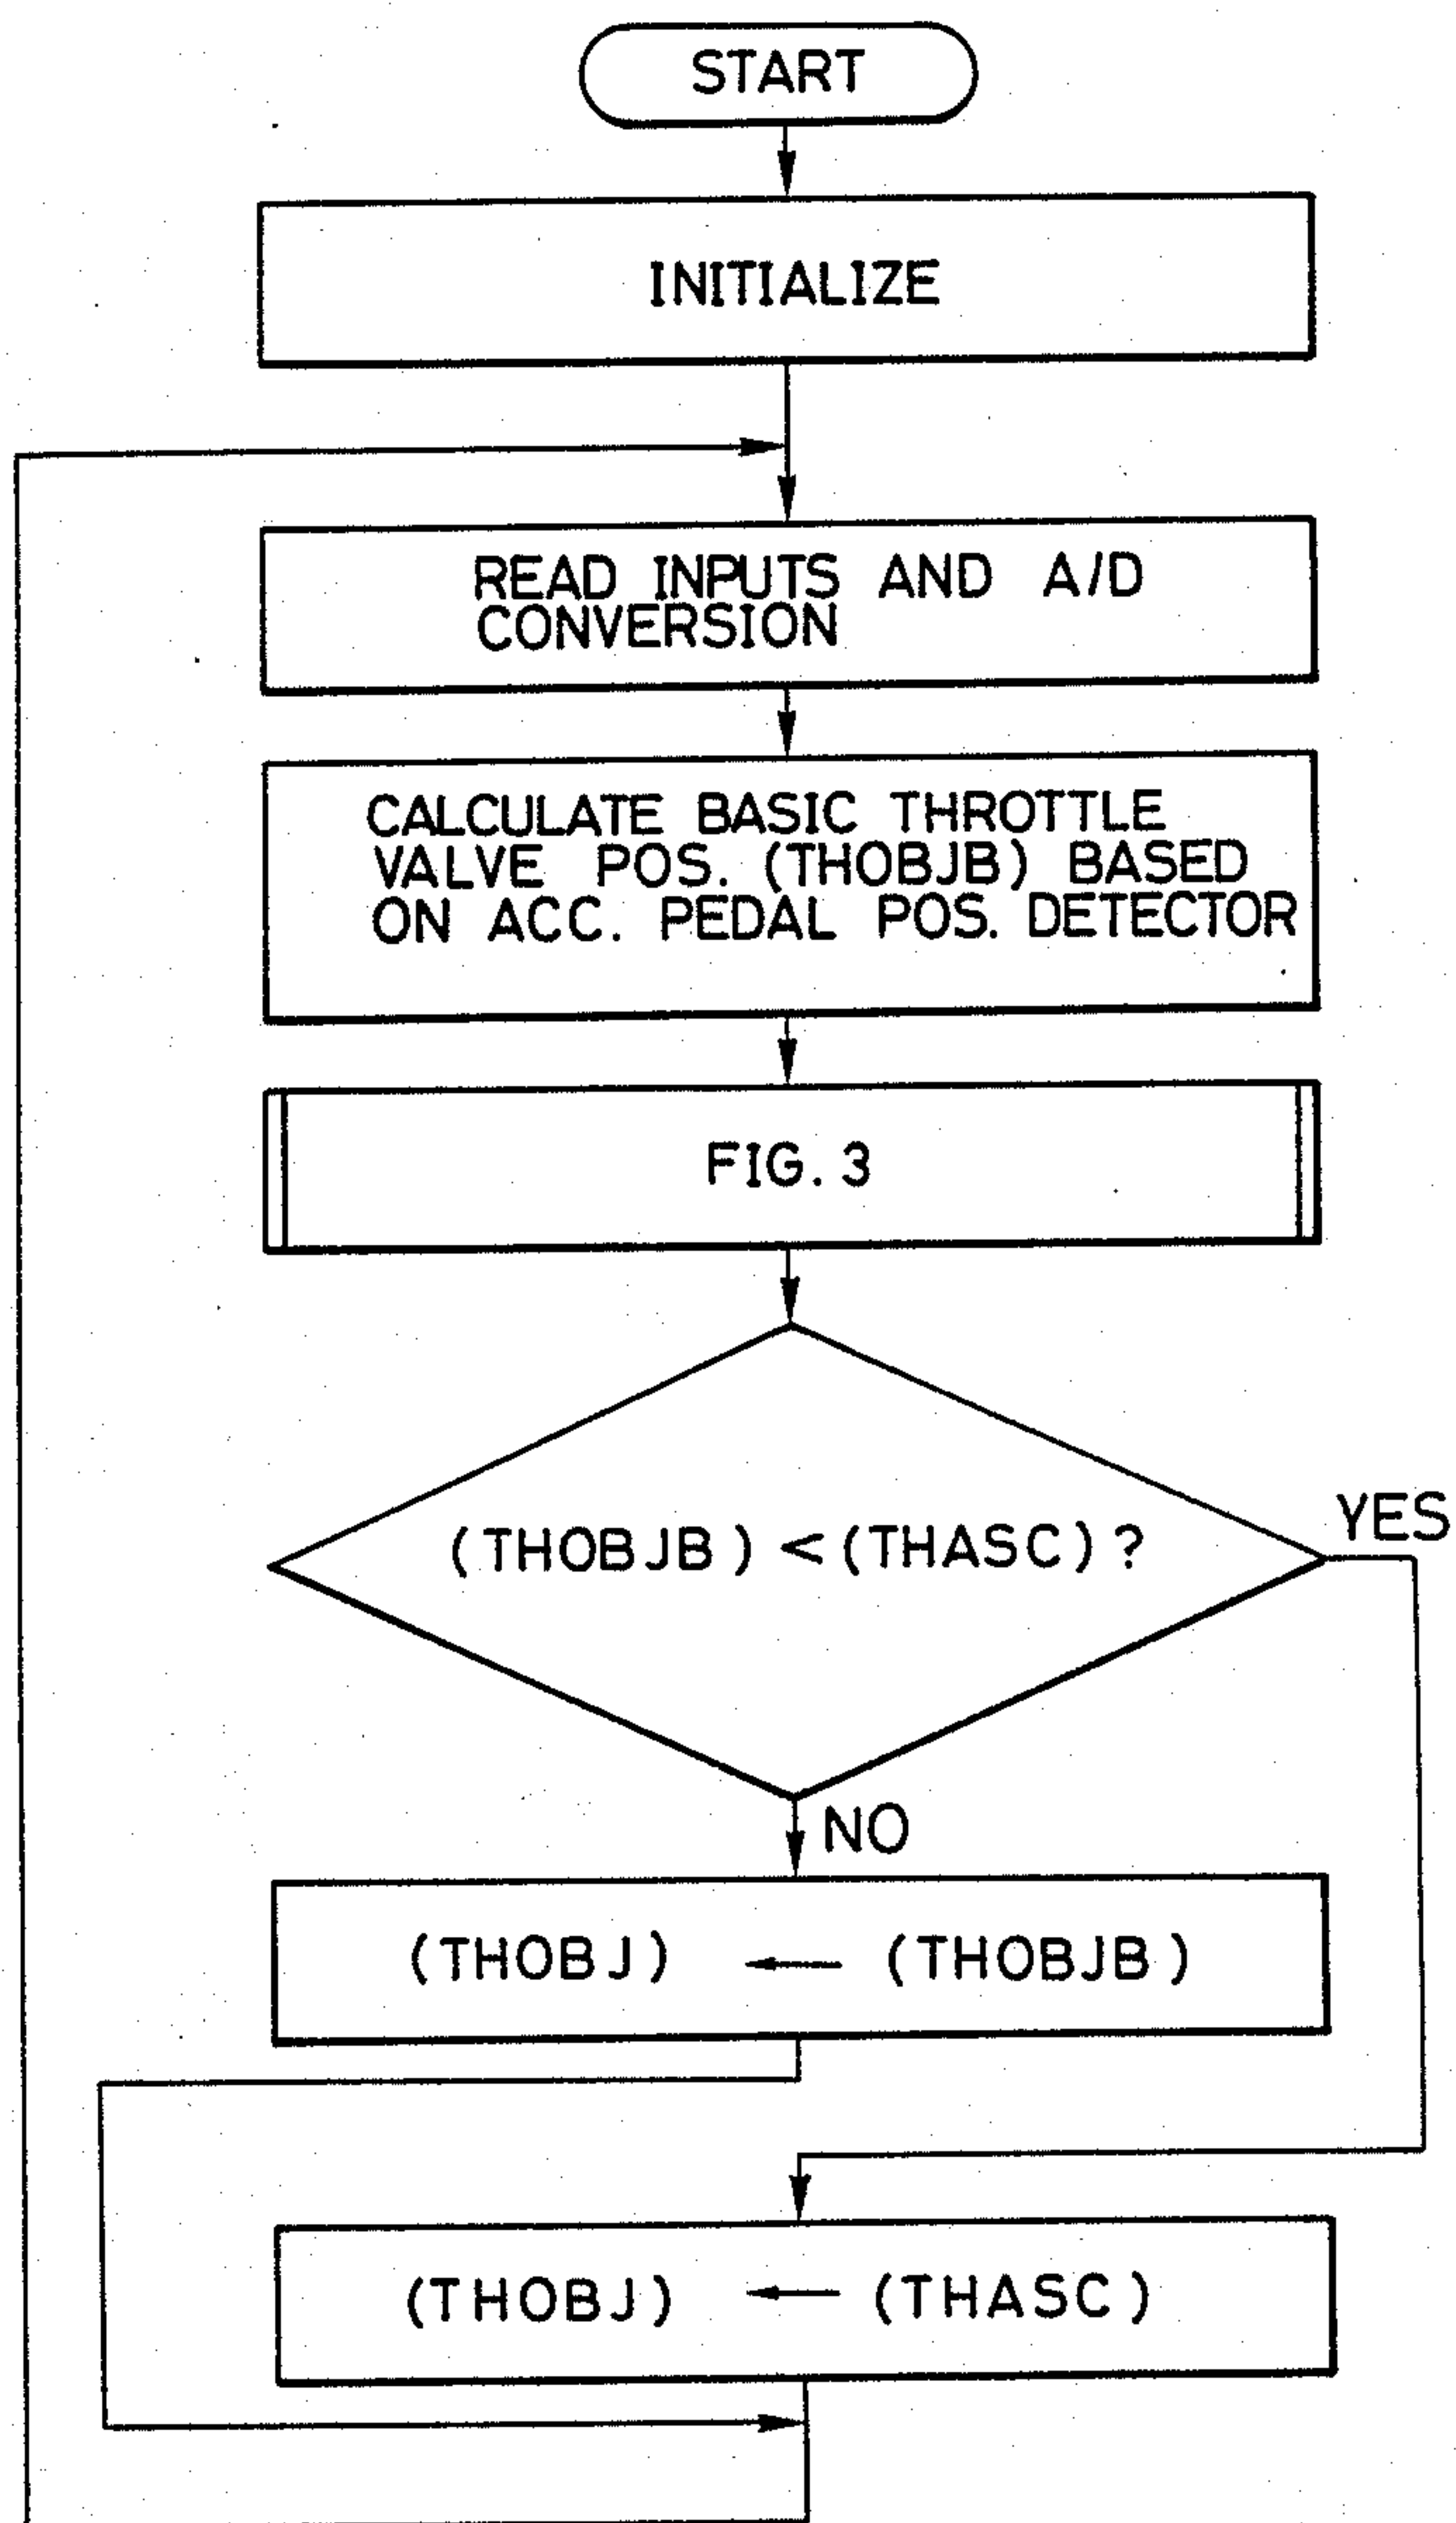 START
INITIALIZE
READ INPUTS AND A/D
CONVERSION
CALCULATE BASIC THROTTLE
VALVE POS. (THOBJB) BASED
ON ACC. PEDAL POS. DETECTOR
FIG. 3
(THOBJB) < (THASC) ?
YES
NO
(THOBJ) ← (THOBJB)
(THOBJ) ← (THASC)